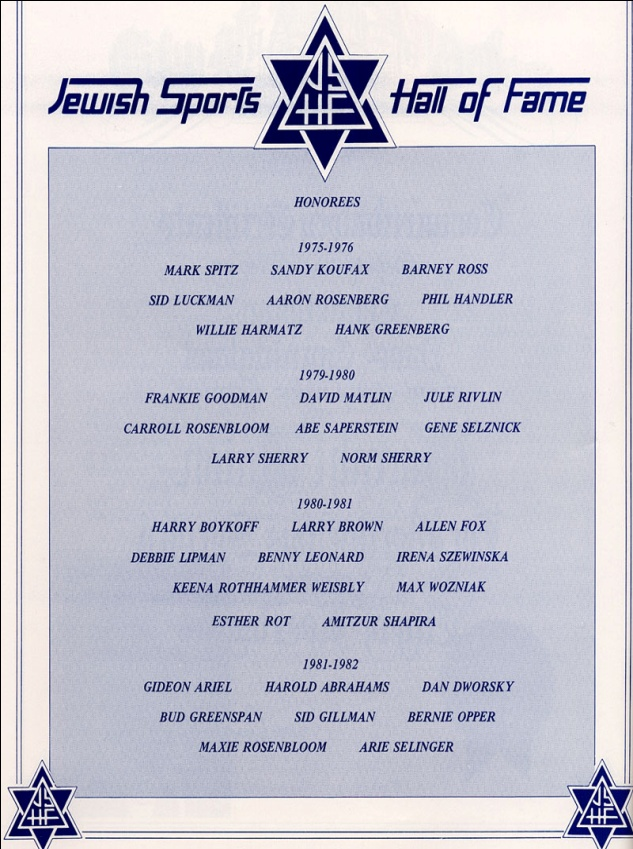 Jewish Sports JSHF Hall of Fame
HONOREES
1975-1976
MARK SPITZ SANDY KOUFAX BARNEY ROSS
SID LUCKMAN AARON ROSENBERG PHIL HANDLER
WILLIE HARMATZ HANK GREENBERG
1979-1980
FRANKIE GOODMAN DAVID MATLIN JULE RIVLIN
CARROLL ROSENBLOOM ABE SAPERSTEIN GENE SELZNICK
LARRY SHERRY NORM SHERRY
1980-1981
HARRY BOYKOFF LARRY BROWN ALLEN FOX
DEBBIE LIPMAN BENNY LEONARD IRENA SZEWINSKA
KEENA ROTHHAMMER WEISBLY MAX WOZNIAK
ESTHER ROT AMITZUR SHAPIRA
1981-1982
GIDEON ARIEL HAROLD ABRAHAMS DAN DWORSKY
BUD GREENSPAN SID GILLMAN BERNIE OPPER
MAXIE ROSENBLOOM ARIE SELINGER
JSHF JSHF